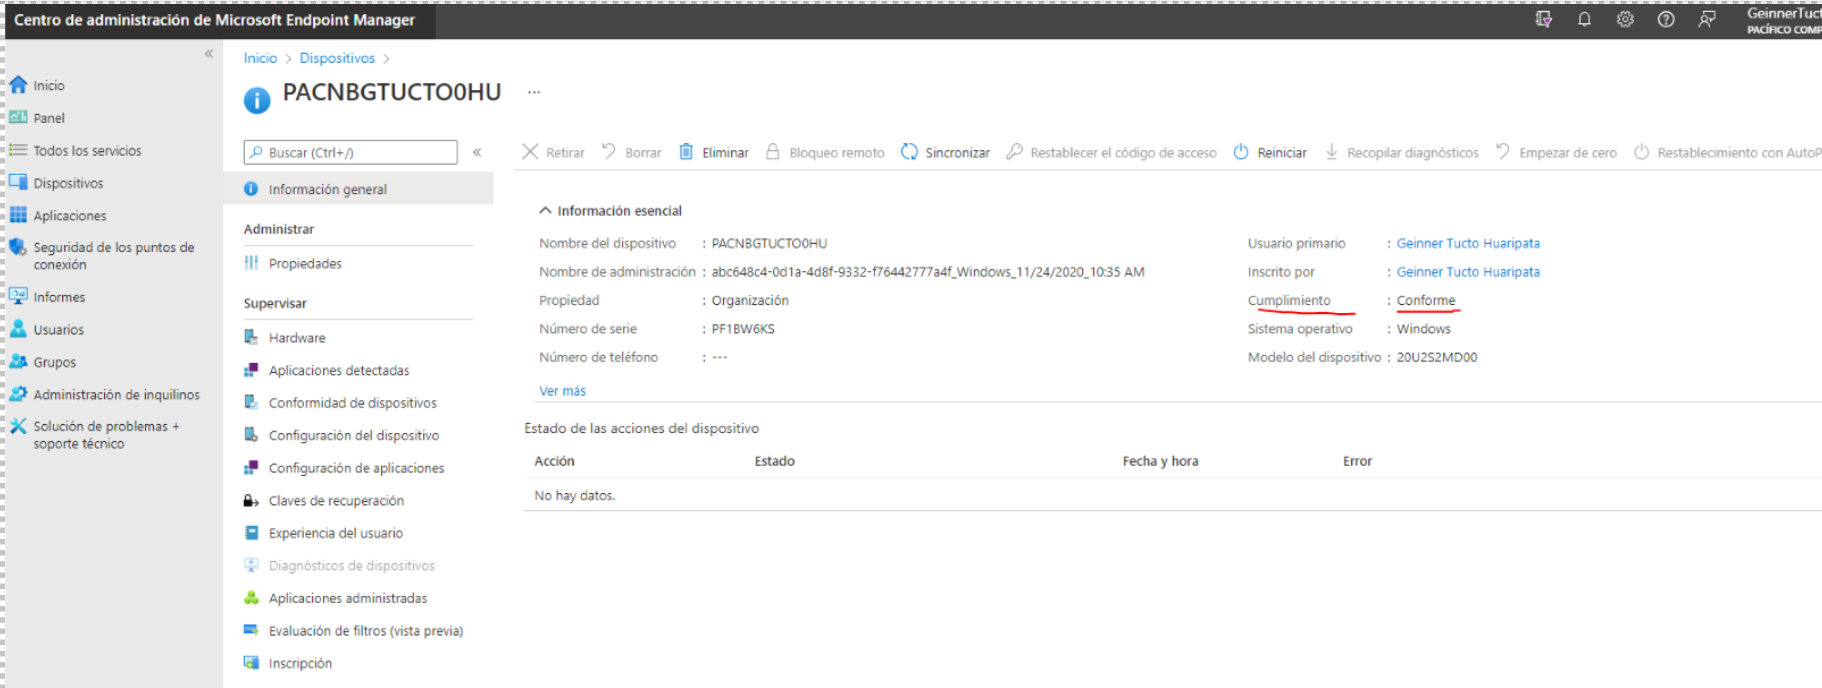 Centro de administración de Microsoft Endpoint Manager
GeinnerTuct
PACÍFICO COMP
Inicio
Panel
Todos los servicios
Dispositivos
Aplicaciones
Seguridad de los puntos de
conexión
Informes
Usuarios
Grupos
Administración de inquilinos
Solución de problemas +
soporte técnico
Inicio > Dispositivos >
PACNBGTUCTO0HU ...
Buscar (Ctrl+/)
Información general
Administrar
Propiedades
Supervisar
Hardware
Aplicaciones detectadas
Conformidad de dispositivos
Configuración del dispositivo
Configuración de aplicaciones
Claves de recuperación
Experiencia del usuario
Diagnósticos de dispositivos
Aplicaciones administradas
Evaluación de filtros (vista previa)
Inscripción
Retirar Borrar Eliminar Bloqueo remoto Sincronizar Restablecer el código de acceso Reiniciar Recopilar diagnósticos Empezar de cero Restablecimiento con AutoP
Información esencial
Nombre del dispositivo : PACNBGTUCTO0HU
Nombre de administración : abc648c4-0d1a-4d8f-9332-f76442777a4f_Windows_11/24/2020_10:35 AM
Propiedad : Organización
Número de serie : PF1BW6KS
Número de teléfono : ---
Ver más
Usuario primario : Geinner Tucto Huaripata
Inscrito por : Geinner Tucto Huaripata
Cumplimiento : Conforme
Sistema operativo : Windows
Modelo del dispositivo : 20U2S2MD00
Estado de las acciones del dispositivo
Acción Estado Fecha y hora Error
No hay datos.